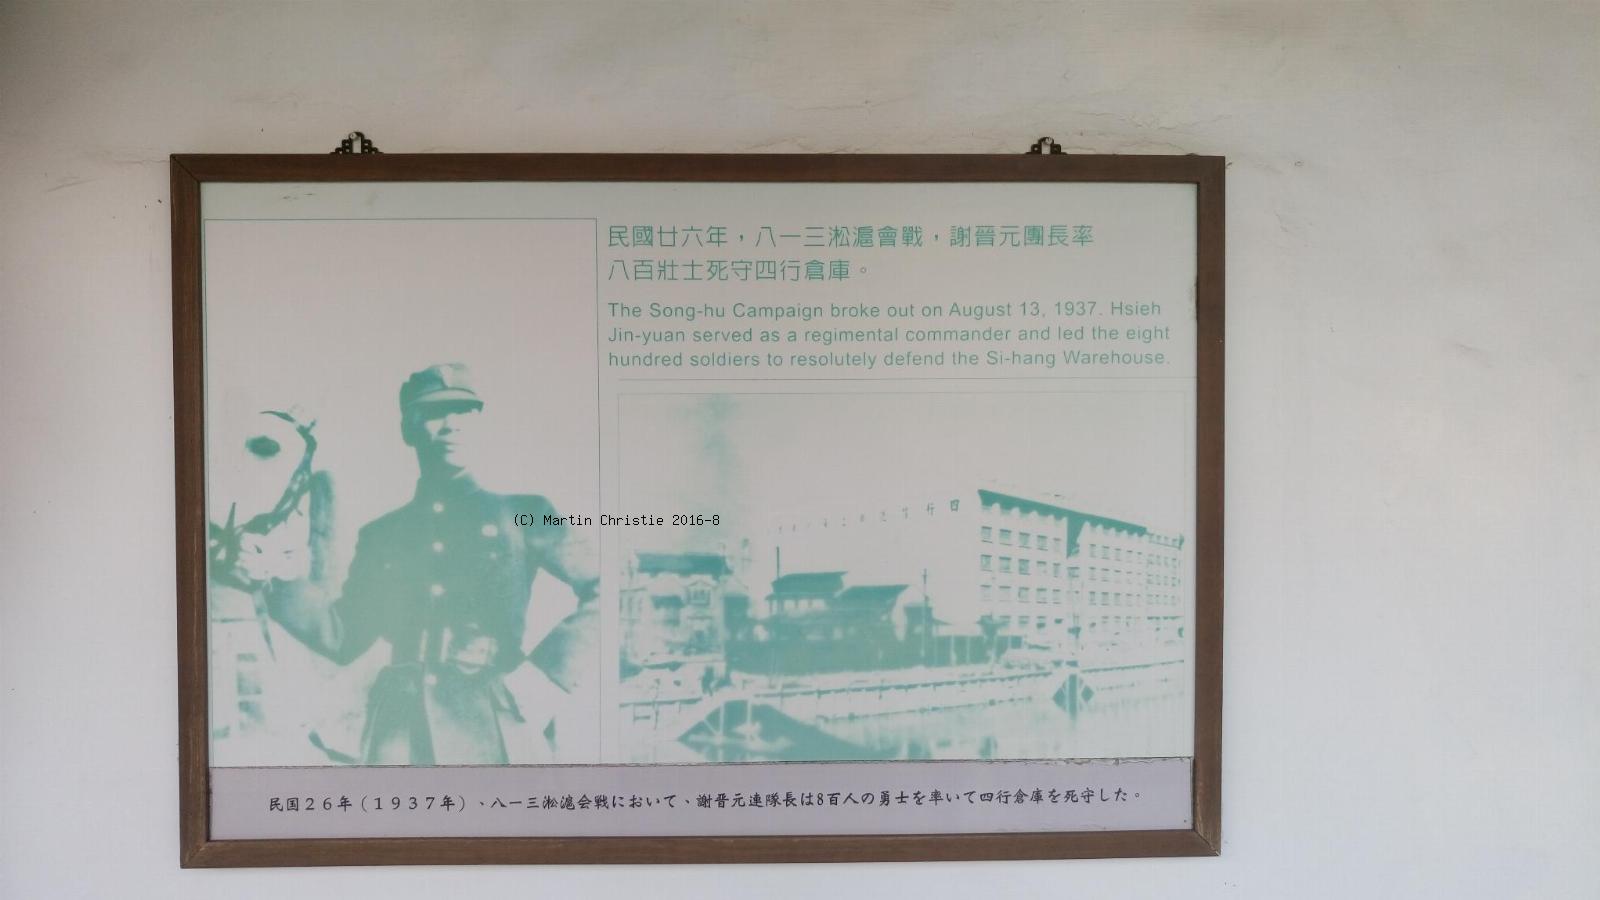 民國廿六年，八一三淞滬會戰，謝晉元團長率
八百壯士死守四行倉庫。
The Song-hu Campaign broke out on August 13, 1937. Hsieh
Jin-yuan served as a regimental commander and led the eight
hundred soldiers to resolutely defend the Si-hang Warehouse.
(C) Martin Christie 2016-8
四行
民国２６年（１９３７年）、八一三淞滬会戦において、謝晋元連隊長は8百人の勇士を率いて四行倉庫を死守した。